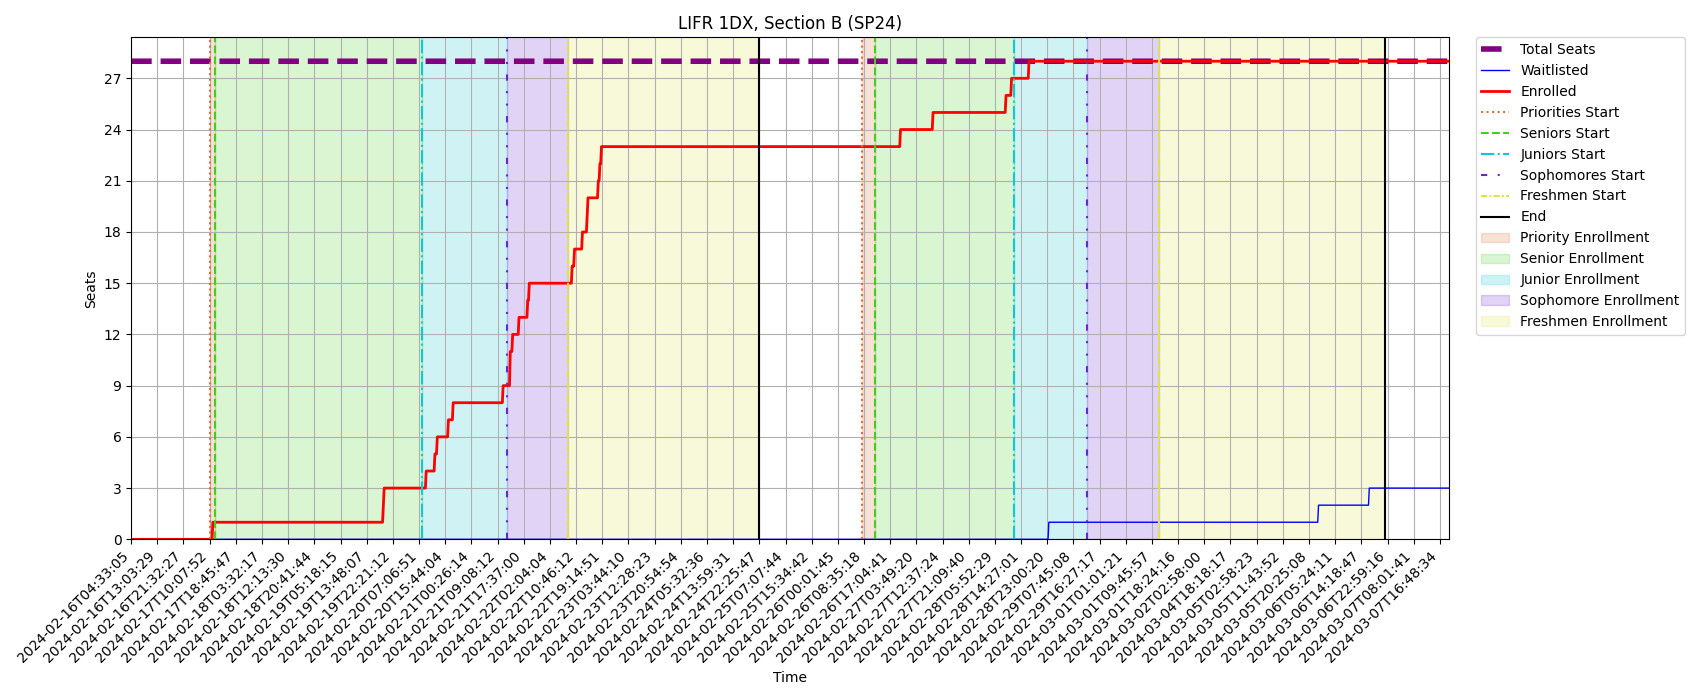 LIFR 1DX, Section B (SP24)
Total Seats
Waitlisted
Enrolled
Priorities Start
Seniors Start
Juniors Start
Sophomores Start
Freshmen Start
End
Priority Enrollment
Senior Enrollment
Junior Enrollment
Sophomore Enrollment
Freshmen Enrollment
Seats
27
24
21
18
15
12
9
6
3
0
2024-02-16T04:33:05
2024-02-16T13:03:29
2024-02-16T21:32:27
2024-02-17T10:07:52
2024-02-17T18:45:47
2024-02-18T03:32:17
2024-02-18T12:13:30
2024-02-18T20:41:44
2024-02-19T05:18:15
2024-02-19T13:48:07
2024-02-19T22:21:12
2024-02-20T07:06:51
2024-02-20T15:44:04
2024-02-21T00:26:14
2024-02-21T09:08:12
2024-02-21T17:37:00
2024-02-22T02:04:04
2024-02-22T10:46:12
2024-02-22T19:14:51
2024-02-23T03:44:10
2024-02-23T12:28:23
2024-02-23T20:54:54
2024-02-24T05:32:36
2024-02-24T13:59:31
2024-02-24T22:25:47
2024-02-25T07:07:44
2024-02-25T15:34:42
2024-02-26T00:01:45
2024-02-26T08:35:18
2024-02-26T17:04:41
2024-02-27T03:49:20
2024-02-27T12:37:24
2024-02-27T21:09:40
2024-02-28T05:52:29
2024-02-28T14:27:01
2024-02-28T23:00:20
2024-02-29T07:45:08
2024-02-29T16:27:17
2024-03-01T01:01:21
2024-03-01T09:45:57
2024-03-01T18:24:16
2024-03-02T02:58:00
2024-03-04T18:18:17
2024-03-05T02:58:23
2024-03-05T11:43:52
2024-03-05T20:25:08
2024-03-06T05:24:11
2024-03-06T14:18:47
2024-03-06T22:59:16
2024-03-07T08:01:41
2024-03-07T16:48:34
Time